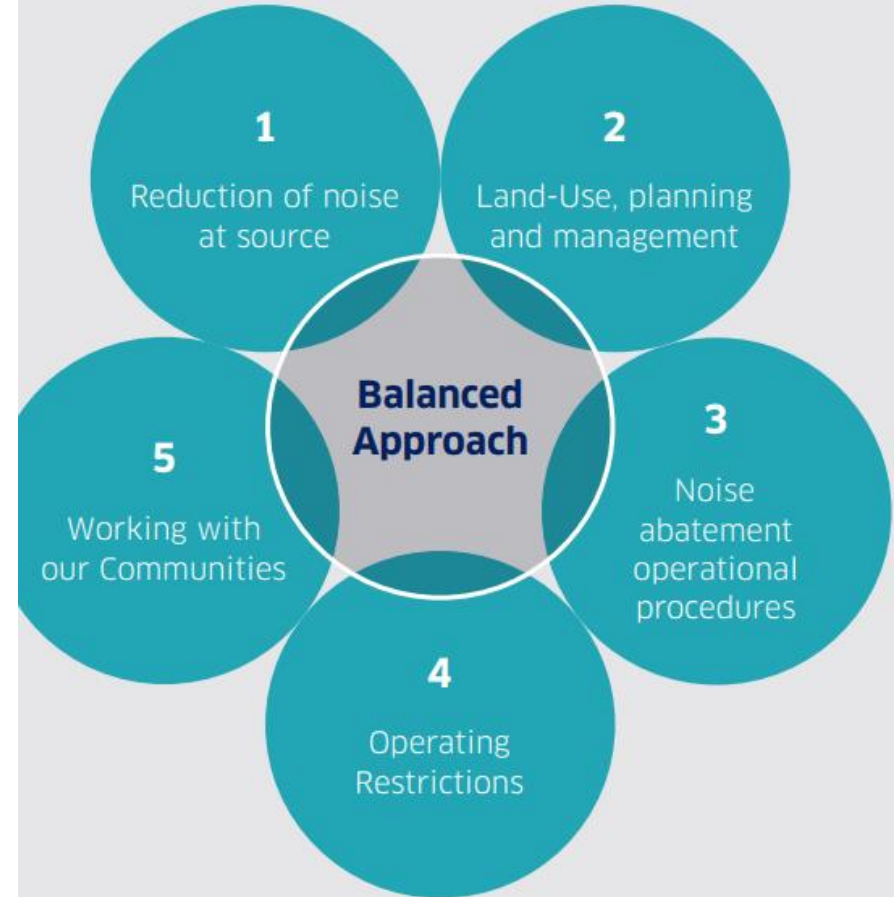 1
Reduction of noise
at source
2
Land-Use, planning
and management
Balanced
Approach
3
Noise
abatement
operational
procedures
4
Operating
Restrictions
5
Working with
our Communities